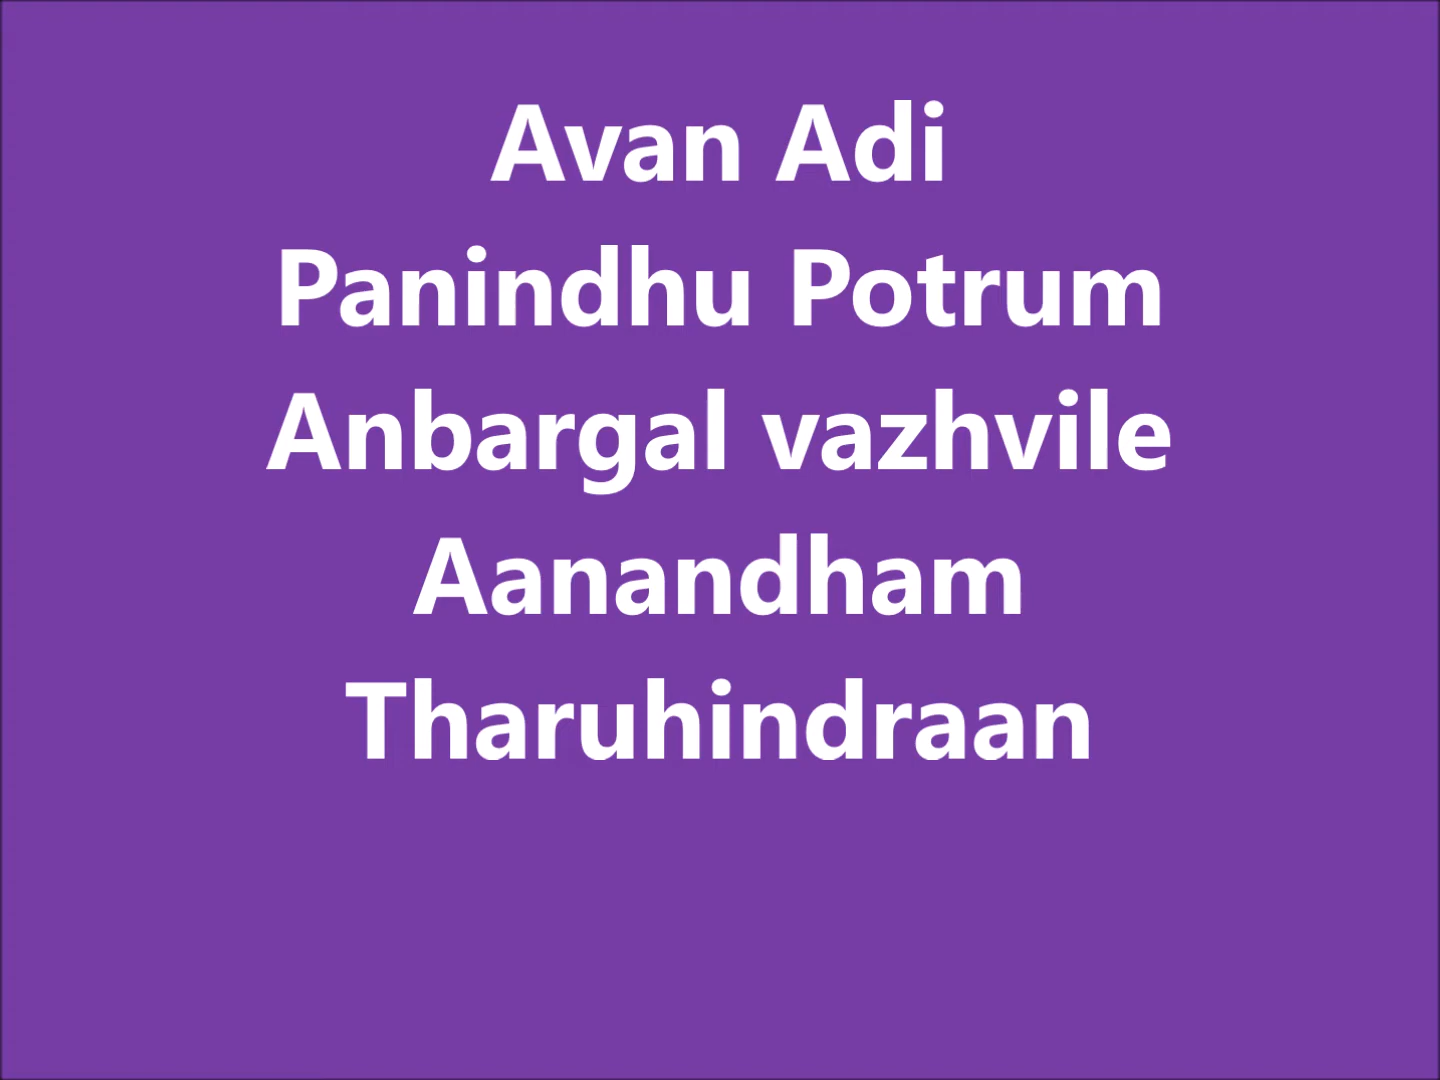 Avan Adi
Panindhu Potrum
Anbargal vazhvile
Aanandham
Tharuhindraan